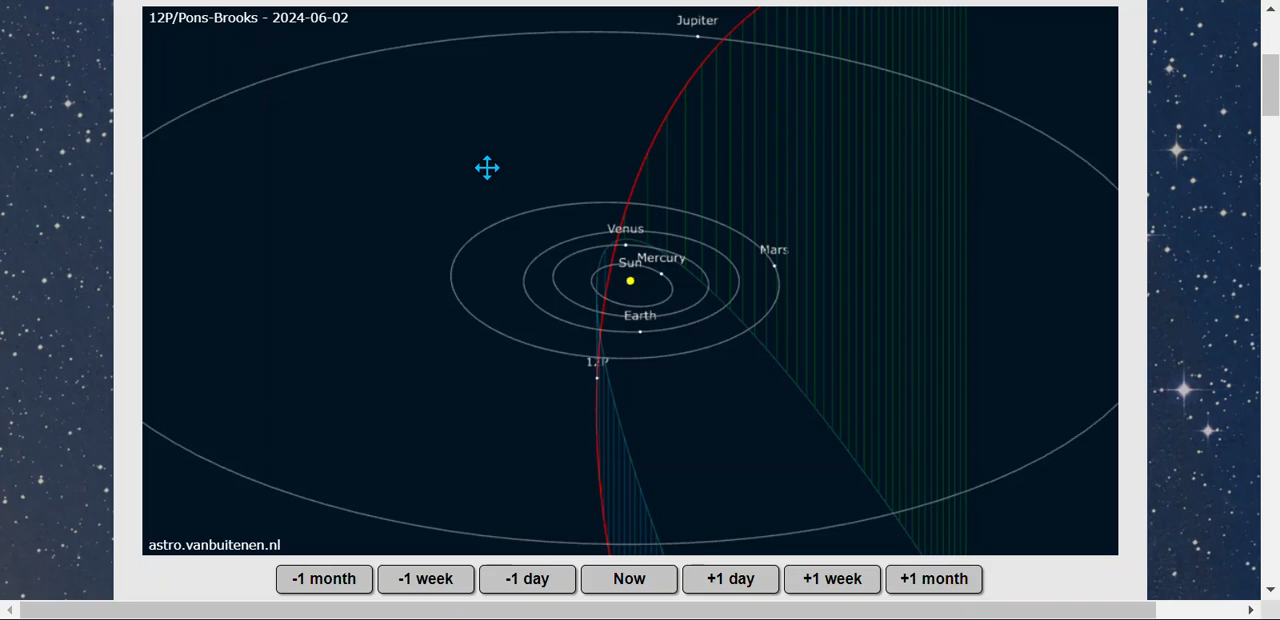 12P/Pons-Brooks - 2024-06-02
Jupiter
Venus
Mars
Mercury
Sun
Earth
12P
astro.vanbuitenen.nl
-1 month
-1 week
-1 day
Now
+1 day
+1 week
+1 month